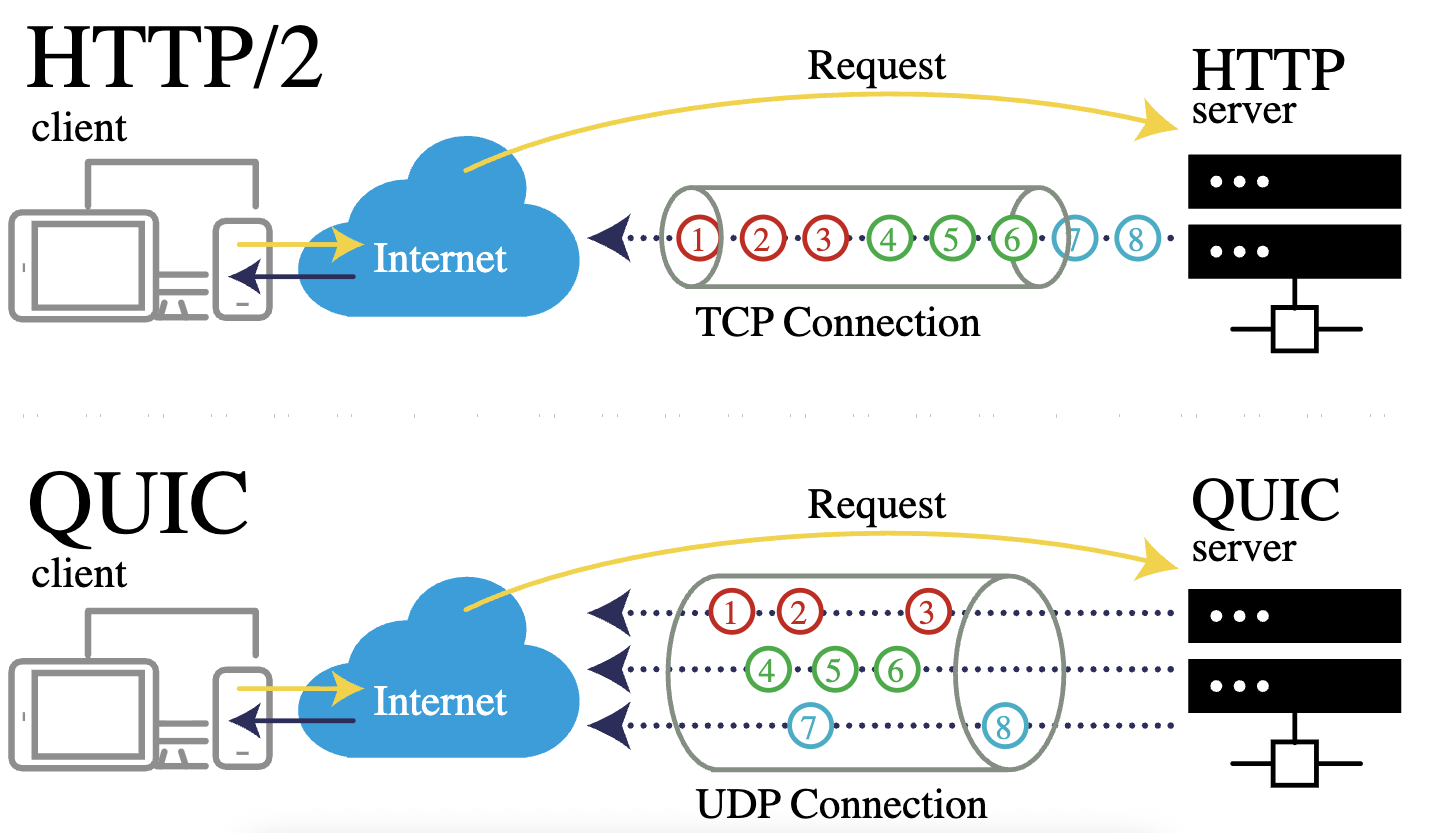 HTTP/2
client
Request
HTTP
server
Internet
1 2 3 4 5 6 7 8
TCP Connection
QUIC
client
Request
QUIC
server
Internet
1 2 3
4 5 6
7 8
UDP Connection